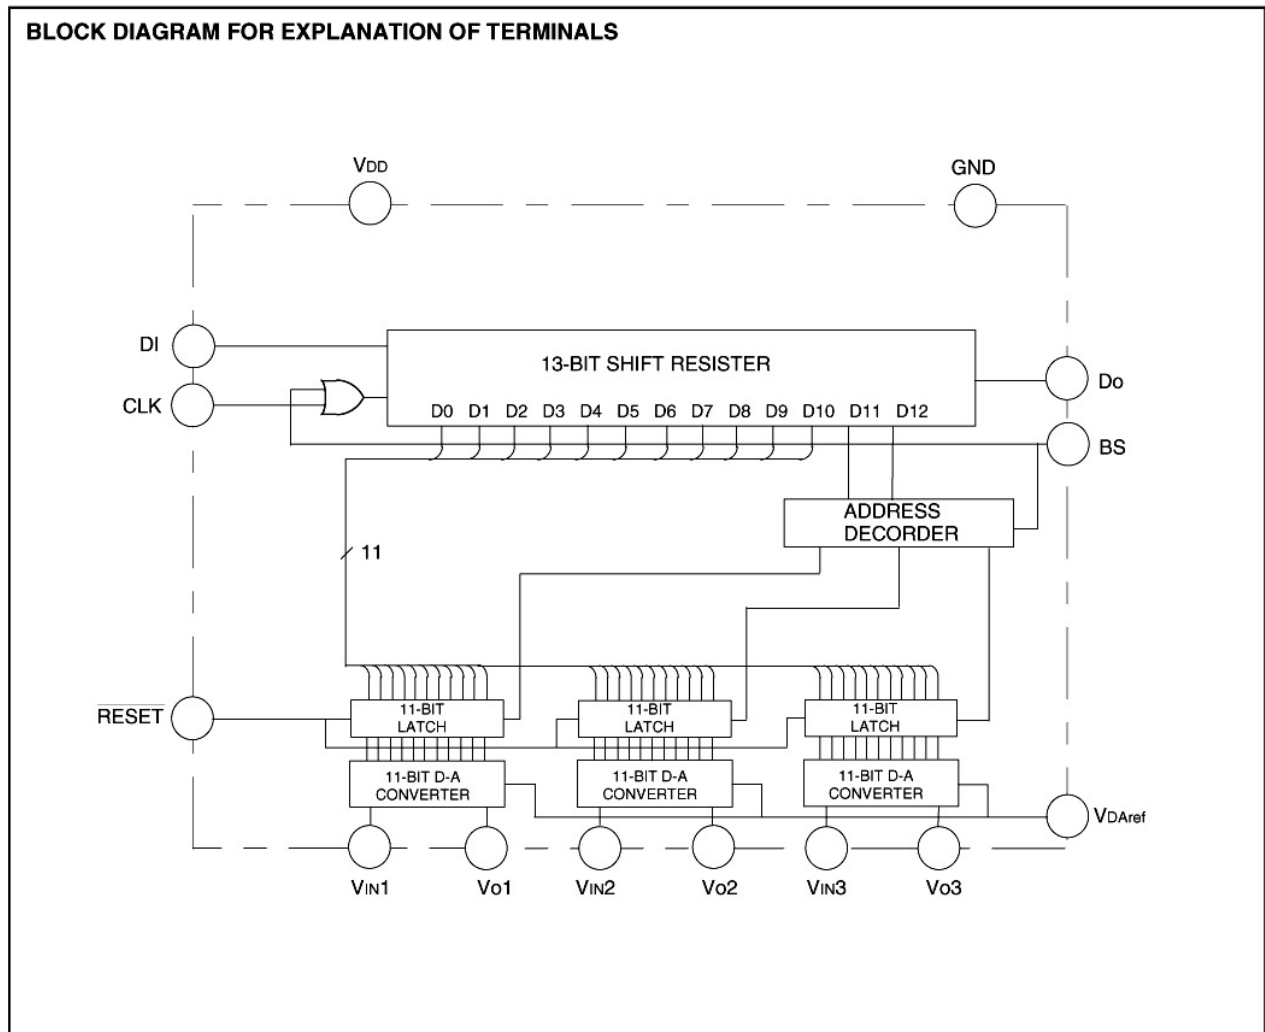 BLOCK DIAGRAM FOR EXPLANATION OF TERMINALS
VDD
GND
DI
13-BIT SHIFT RESISTER
Do
CLK
D0 D1 D2 D3 D4 D5 D6 D7 D8 D9 D10 D11 D12
BS
ADDRESS
DECORDER
11
RESET
11-BIT
LATCH
11-BIT
LATCH
11-BIT
LATCH
11-BIT D-A
CONVERTER
11-BIT D-A
CONVERTER
11-BIT D-A
CONVERTER
VDAref
VIN1
Vo1
VIN2
Vo2
VIN3
Vo3